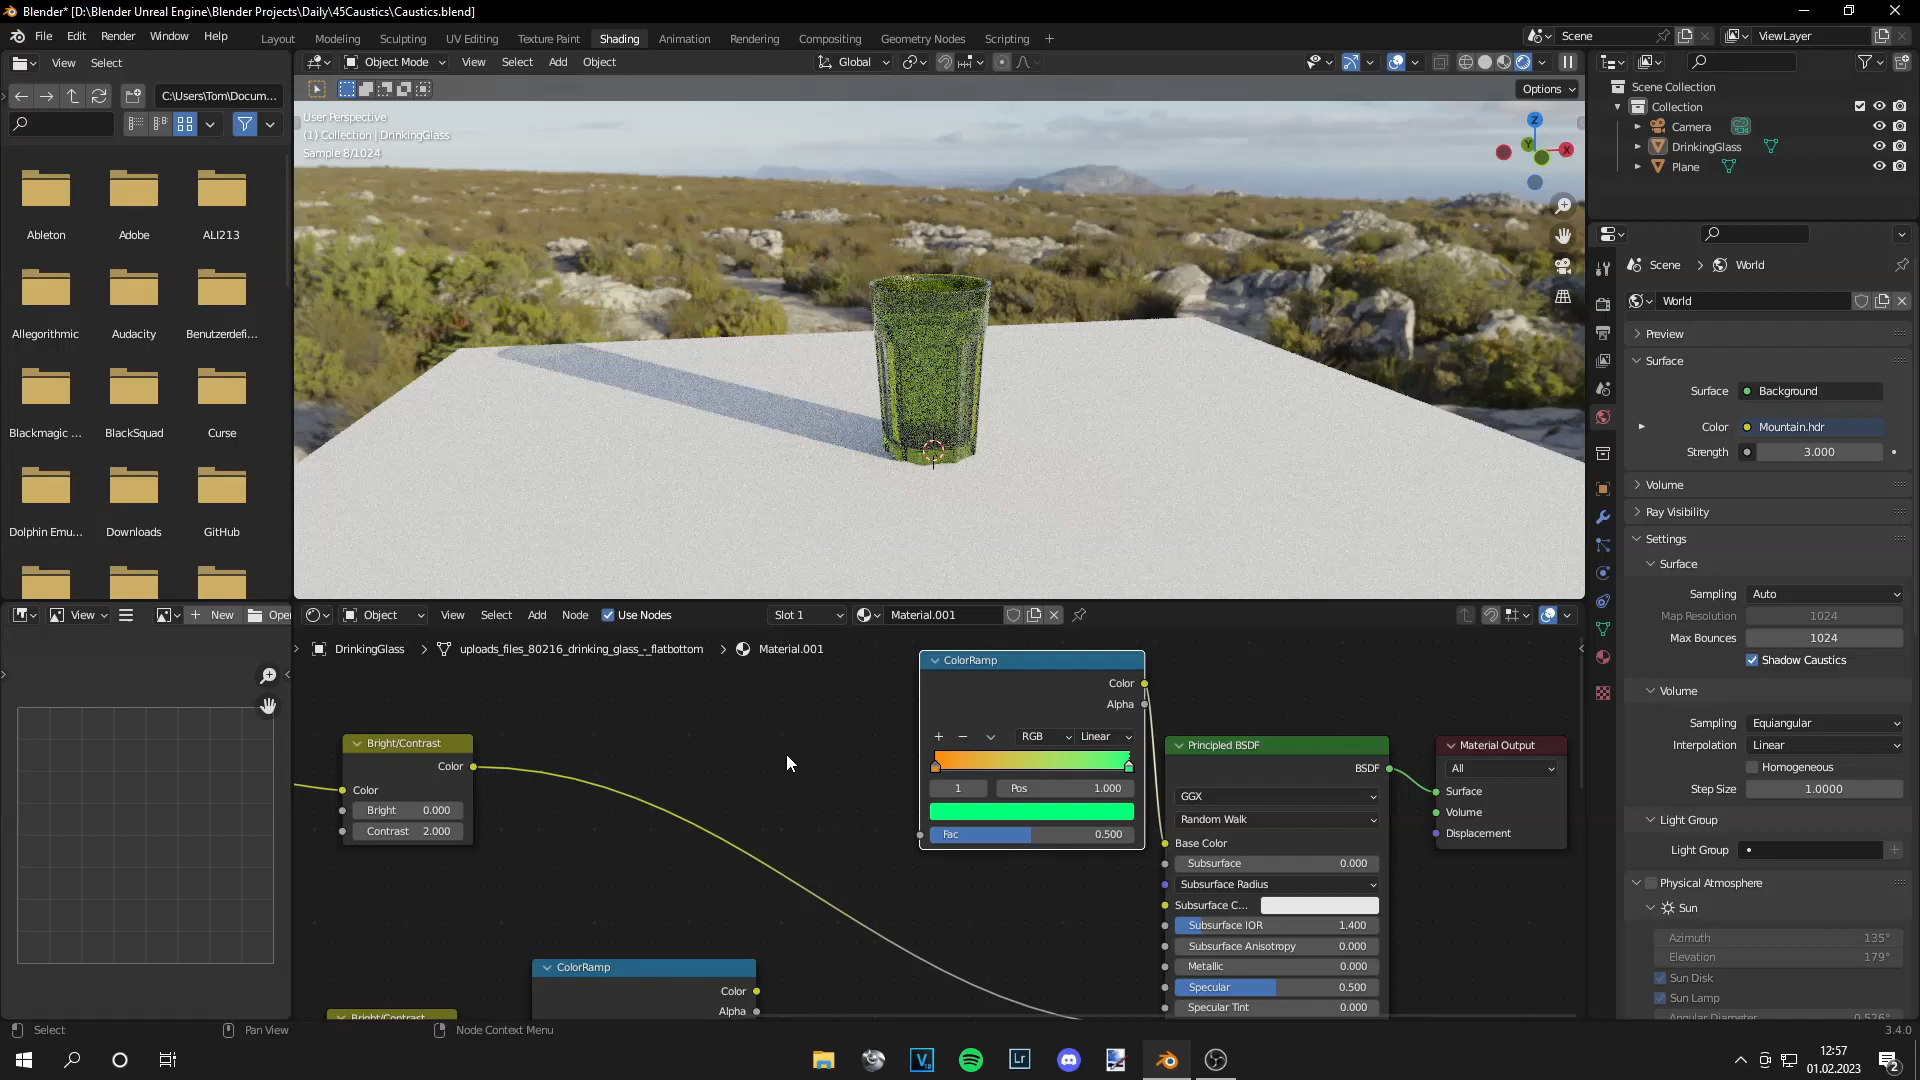 Blender* [D:\Blender Unreal Engine\Blender Projects\Daily\45Caustics\Caustics.blend]
File Edit Render Window Help
Layout Modeling Sculpting UV Editing Texture Paint Shading Animation Rendering Compositing Geometry Nodes Scripting
Scene
ViewLayer
View Select
C:\Users\Tom\Docum...
Ableton Adobe ALI213
Allegorithmic Audacity Benutzerdefi...
Blackmagic ... BlackSquad Curse
Dolphin Emu... Downloads GitHub
Object Mode View Select Add Object
Global
Options
User Perspective
(1) Collection | DrinkingGlass
Sample 8/1024
Z
Y
X
Scene Collection
Collection
Camera
DrinkingGlass
Plane
Scene > World
World
Preview
Surface
Surface Background
Color Mountain.hdr
Strength 3.000
Volume
Ray Visibility
Settings
Surface
Sampling Auto
Map Resolution 1024
Max Bounces 1024
Shadow Caustics
Volume
Sampling Equiangular
Interpolation Linear
Homogeneous
Step Size 1.0000
Light Group
Light Group
Physical Atmosphere
Sun
Azimuth 135°
Elevation 179°
Sun Disk
Sun Lamp
Angular Diameter 0.526°
View
New
Ope
Object View Select Add Node Use Nodes
Slot 1
Material.001
DrinkingGlass > uploads_files_80216_drinking_glass_-_flatbottom > Material.001
Bright/Contrast
Color
Color
Bright 0.000
Contrast 2.000
ColorRamp
Color
Alpha
RGB Linear
1 Pos 1.000
Fac 0.500
Principled BSDF
BSDF
GGX
Random Walk
Base Color
Subsurface 0.000
Subsurface Radius
Subsurface C...
Subsurface IOR 1.400
Subsurface Anisotropy 0.000
Metallic 0.000
Specular 0.500
Specular Tint 0.000
Material Output
All
Surface
Volume
Displacement
ColorRamp
Color
Alpha
Bright/Contrast
Select Pan View Node Context Menu
3.4.0
12:57
01.02.2023
2